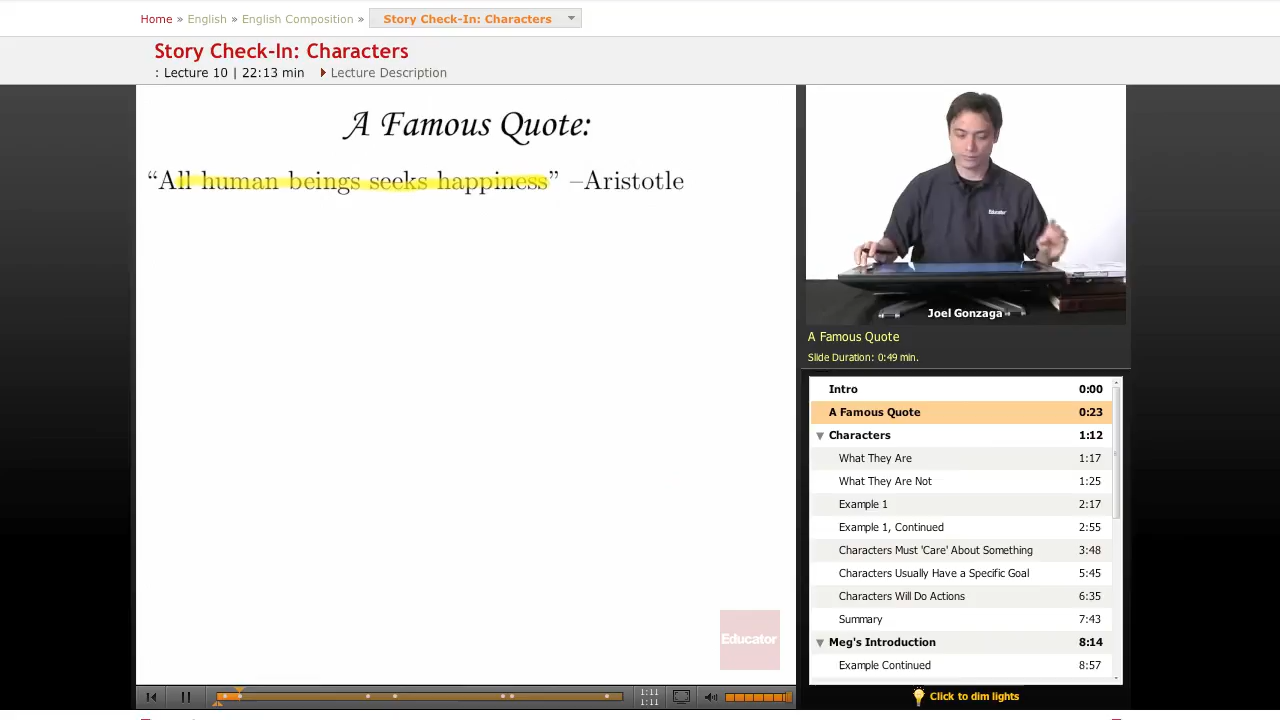 Home » English » English Composition » Story Check-In: Characters
Story Check-In: Characters
: Lecture 10 | 22:13 min Lecture Description
A Famous Quote:
“All human beings seeks happiness” –Aristotle
Educator
Educator
Joel Gonzaga
A Famous Quote
Slide Duration: 0:49 min.
Intro 0:00
A Famous Quote 0:23
Characters 1:12
What They Are 1:17
What They Are Not 1:25
Example 1 2:17
Example 1, Continued 2:55
Characters Must 'Care' About Something 3:48
Characters Usually Have a Specific Goal 5:45
Characters Will Do Actions 6:35
Summary 7:43
Meg's Introduction 8:14
Example Continued 8:57
1:11
1:11
Click to dim lights